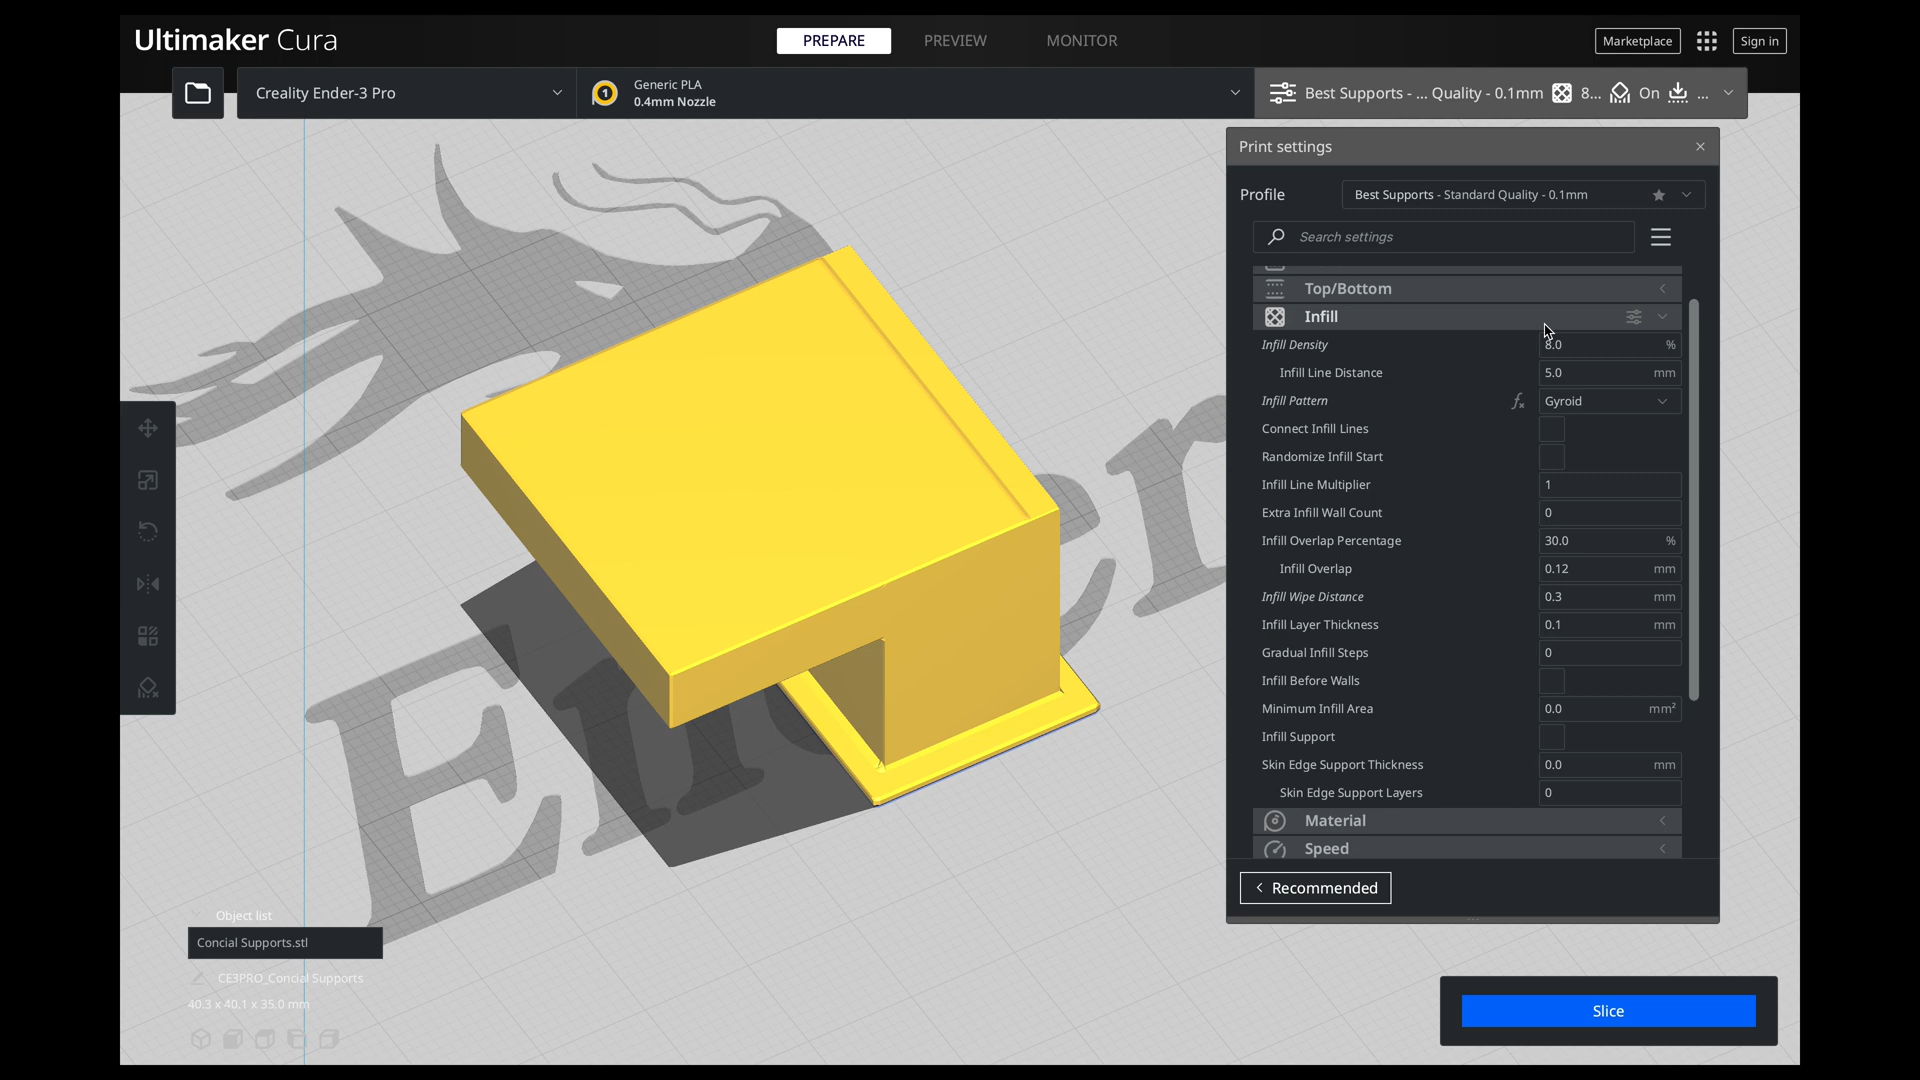 Ultimaker Cura
PREPARE
PREVIEW
MONITOR
Marketplace
Sign in
Creality Ender-3 Pro
1
Generic PLA
0.4mm Nozzle
Best Supports - ... Quality - 0.1mm
8...
On
...
Print settings
Profile
Best Supports - Standard Quality - 0.1mm
Search settings
Top/Bottom
Infill
Infill Density 8.0 %
Infill Line Distance 5.0 mm
Infill Pattern fx Gyroid
Connect Infill Lines
Randomize Infill Start
Infill Line Multiplier 1
Extra Infill Wall Count 0
Infill Overlap Percentage 30.0 %
Infill Overlap 0.12 mm
Infill Wipe Distance 0.3 mm
Infill Layer Thickness 0.1 mm
Gradual Infill Steps 0
Infill Before Walls
Minimum Infill Area 0.0 mm²
Infill Support
Skin Edge Support Thickness 0.0 mm
Skin Edge Support Layers 0
Material
Speed
Recommended
Ender
Object list
Concial Supports.stl
CE3PRO_Concial Supports
40.3 x 40.1 x 35.0 mm
Slice